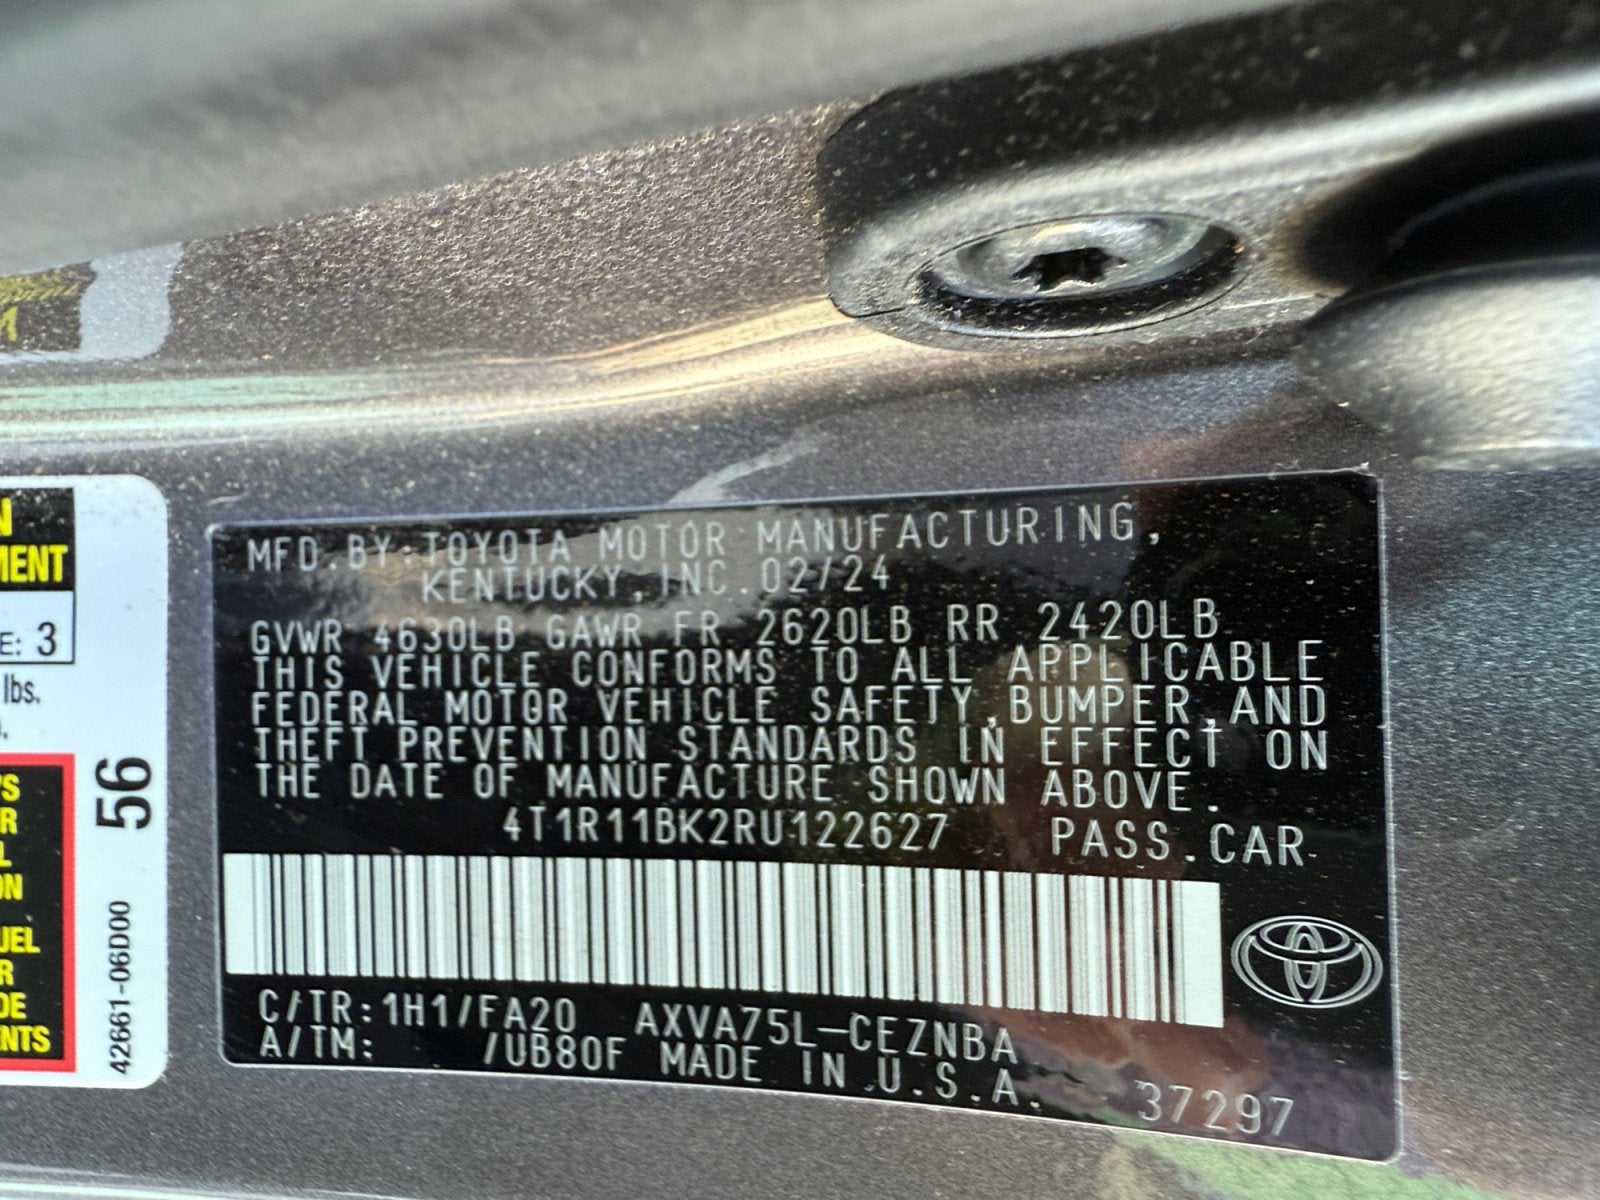 MFD.BY:TOYOTA MOTOR MANUFACTURING,
KENTUCKY,INC.02/24
GVWR 4630LB GAWR FR 2620LB RR 2420LB
THIS VEHICLE CONFORMS TO ALL APPLICABLE
FEDERAL MOTOR VEHICLE SAFETY,BUMPER,AND
THEFT PREVENTION STANDARDS IN EFFECT ON
THE DATE OF MANUFACTURE SHOWN ABOVE.
4T1R11BK2RU122627 PASS.CAR
C/TR:1H1/FA20 AXVA75L-CEZNBA
A/TM: /UB80F MADE IN U.S.A.
37297
E: 3
lbs.
56
42661-06D00